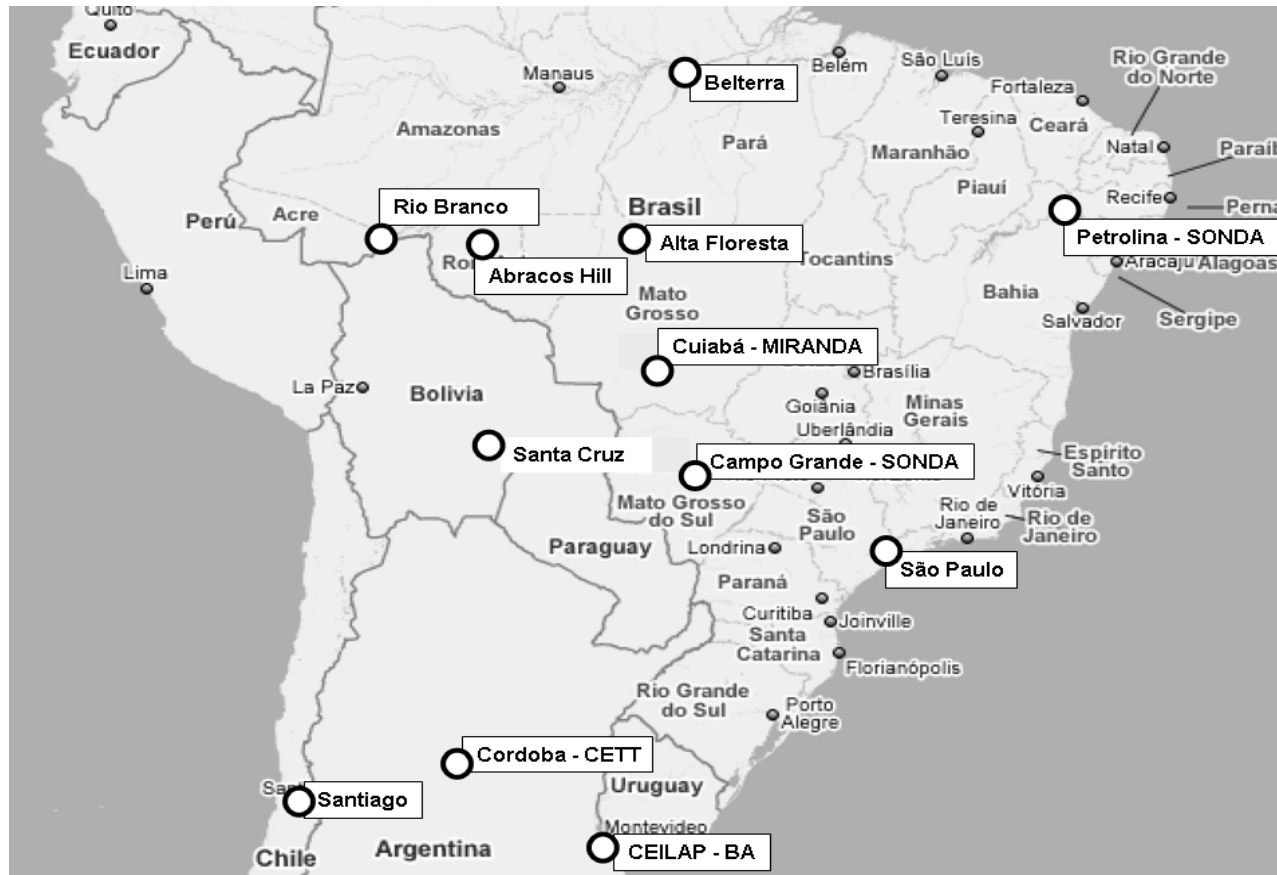 Quito
Ecuador
Manaus
Belterra
Belém
São Luís
Rio Grande
do Norte
Fortaleza
Teresina
Ceará
Amazonas
Pará
Maranhão
Natal
Paraíb
Piauí
Perú
Acre
Rio Branco
Brasil
Recife
Perna
Abracos Hill
Alta Floresta
Petrolina - SONDA
Tocantins
Aracaju
Alagoas
Lima
Mato
Grosso
Bahia
Salvador
Sergipe
Cuiabá - MIRANDA
Brasília
La Paz
Bolivia
Goiânia
Minas
Gerais
Uberlândia
Santa Cruz
Campo Grande - SONDA
Espírito
Santo
Vitória
Mato Grosso
do Sul
São
Paulo
Rio de
Janeiro
Rio de
Janeiro
Paraguay
Londrina
São Paulo
Paraná
Curitiba
Joinville
Santa
Catarina
Florianópolis
Rio Grande
do Sul
Porto
Alegre
Cordoba - CETT
Uruguay
Santiago
Montevideo
CEILAP - BA
Argentina
Chile